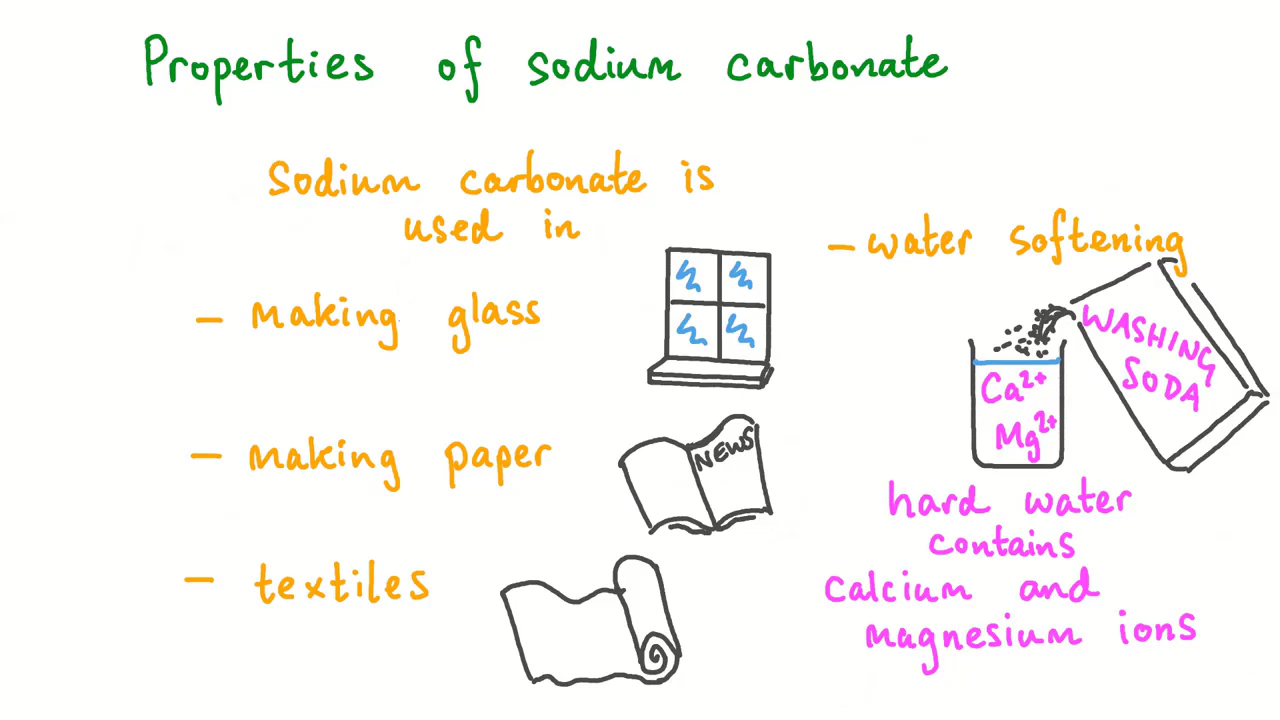 Properties of sodium carbonate
Sodium carbonate is
used in
– making glass
– making paper
– textiles
NEWS
– water softening
WASHING
SODA
Ca²⁺
Mg²⁺
hard water
contains
calcium and
magnesium ions